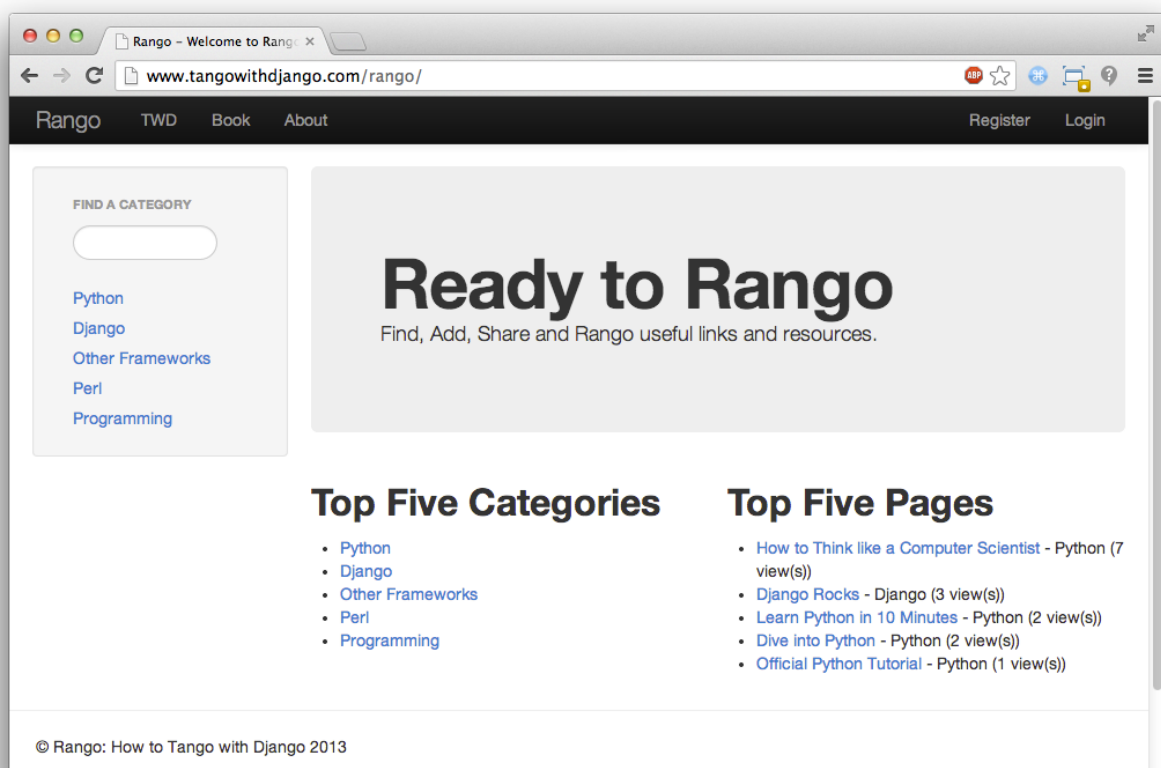 Rango – Welcome to Rang
www.tangowithdjango.com/rango/
ABP
Rango TWD Book About Register Login
FIND A CATEGORY
Python
Django
Other Frameworks
Perl
Programming
Ready to Rango
Find, Add, Share and Rango useful links and resources.
Top Five Categories
Python
Django
Other Frameworks
Perl
Programming
Top Five Pages
How to Think like a Computer Scientist - Python (7
view(s))
Django Rocks - Django (3 view(s))
Learn Python in 10 Minutes - Python (2 view(s))
Dive into Python - Python (2 view(s))
Official Python Tutorial - Python (1 view(s))
© Rango: How to Tango with Django 2013